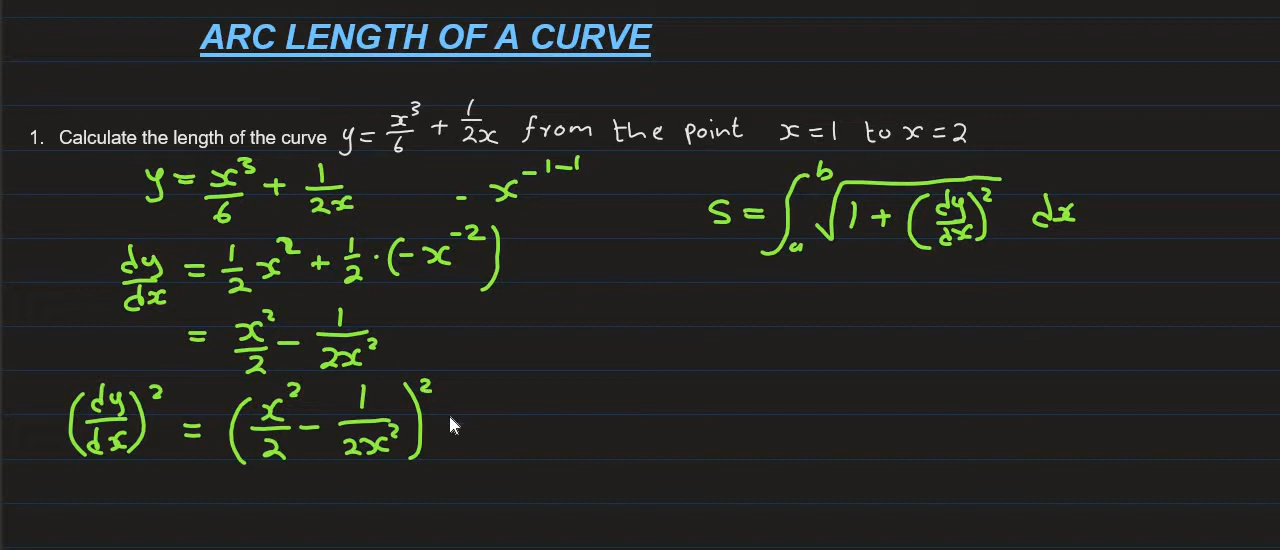 ARC LENGTH OF A CURVE
1. Calculate the length of the curve y = x³/6 + 1/2x from the point x = 1 to x = 2
y = x³/6 + 1/2x - x⁻¹⁻¹
S = ∫ₐᵇ √(1 + (dy/dx)²) dx
dy/dx = 1/2 x² + 1/2 · (-x⁻²)
= x²/2 - 1/2x²
(dy/dx)² = (x²/2 - 1/2x²)²